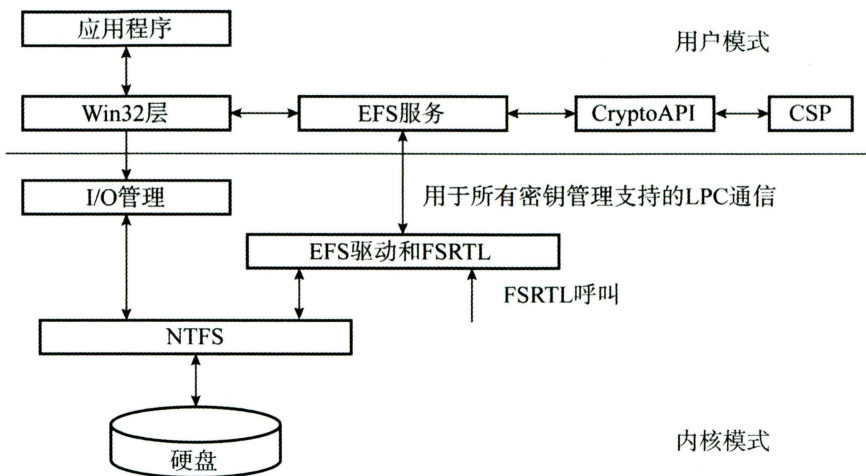 应用程序
用户模式
Win32层
EFS服务
CryptoAPI
CSP
I/O管理
用于所有密钥管理支持的LPC通信
EFS驱动和FSRTL
FSRTL呼叫
NTFS
硬盘
内核模式